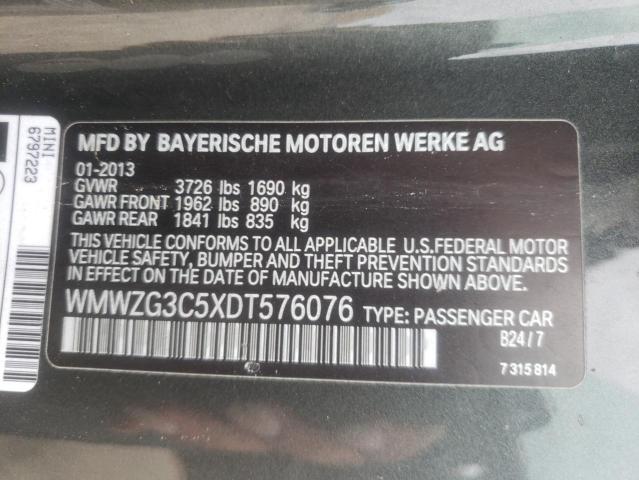 MINI
6797223
MFD BY BAYERISCHE MOTOREN WERKE AG
01-2013
GVWR 3726 lbs 1690 kg
GAWR FRONT 1962 lbs 890 kg
GAWR REAR 1841 lbs 835 kg
THIS VEHICLE CONFORMS TO ALL APPLICABLE U.S.FEDERAL MOTOR
VEHICLE SAFETY, BUMPER AND THEFT PREVENTION STANDARDS
IN EFFECT ON THE DATE OF MANUFACTURE SHOWN ABOVE.
WMWZG3C5XDT576076 TYPE: PASSENGER CAR
B24/7
7 315 814